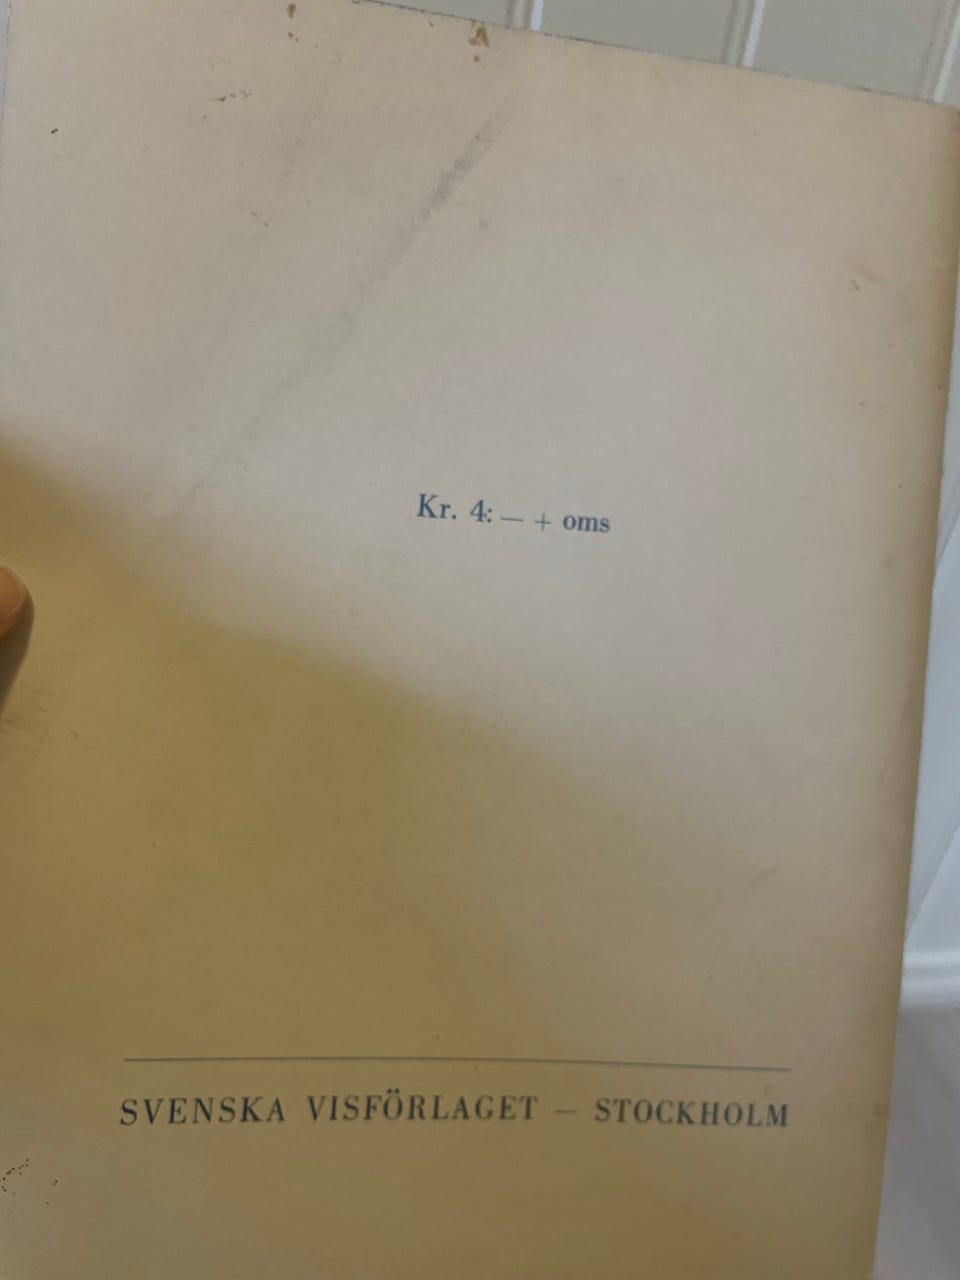 Kr. 4: — + oms
SVENSKA VISFÖRLAGET — STOCKHOLM